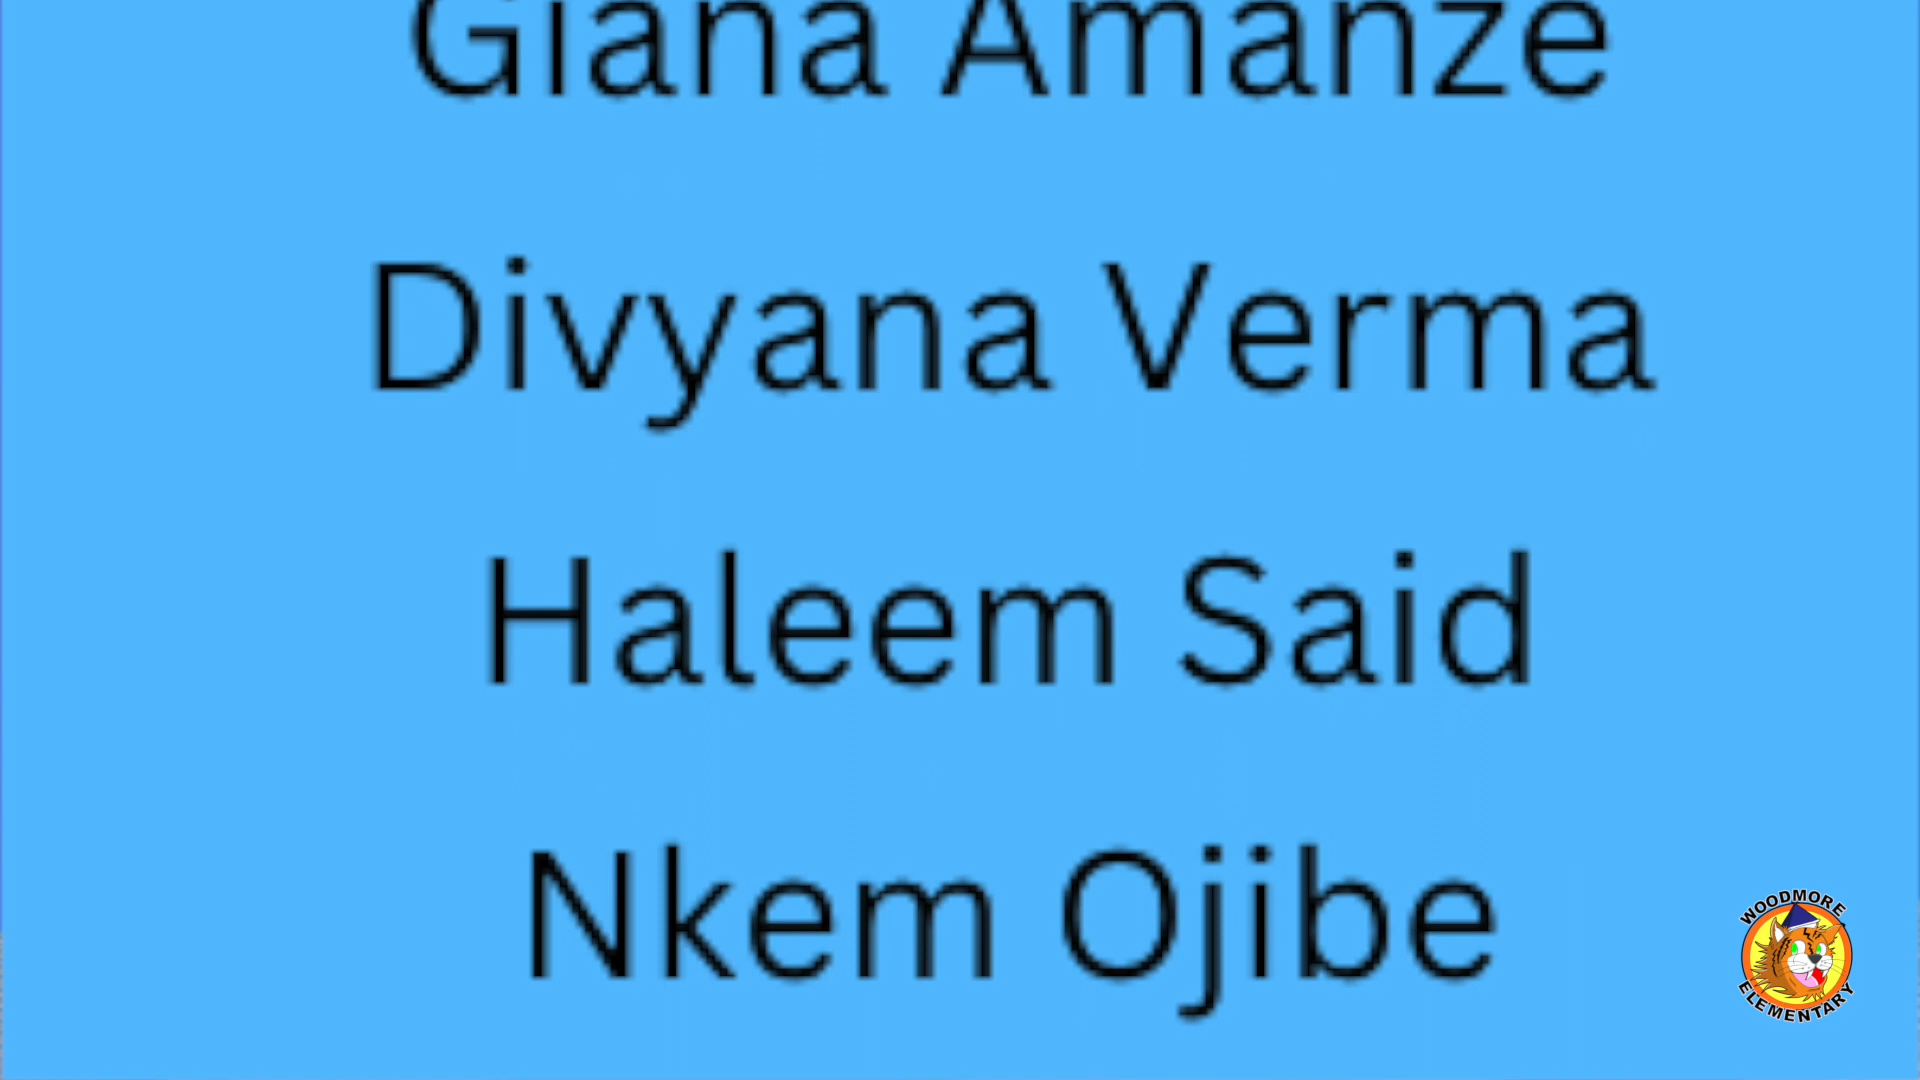 Giana Amanze
Divyana Verma
Haleem Said
Nkem Ojibe
WOODMORE
ELEMENTARY